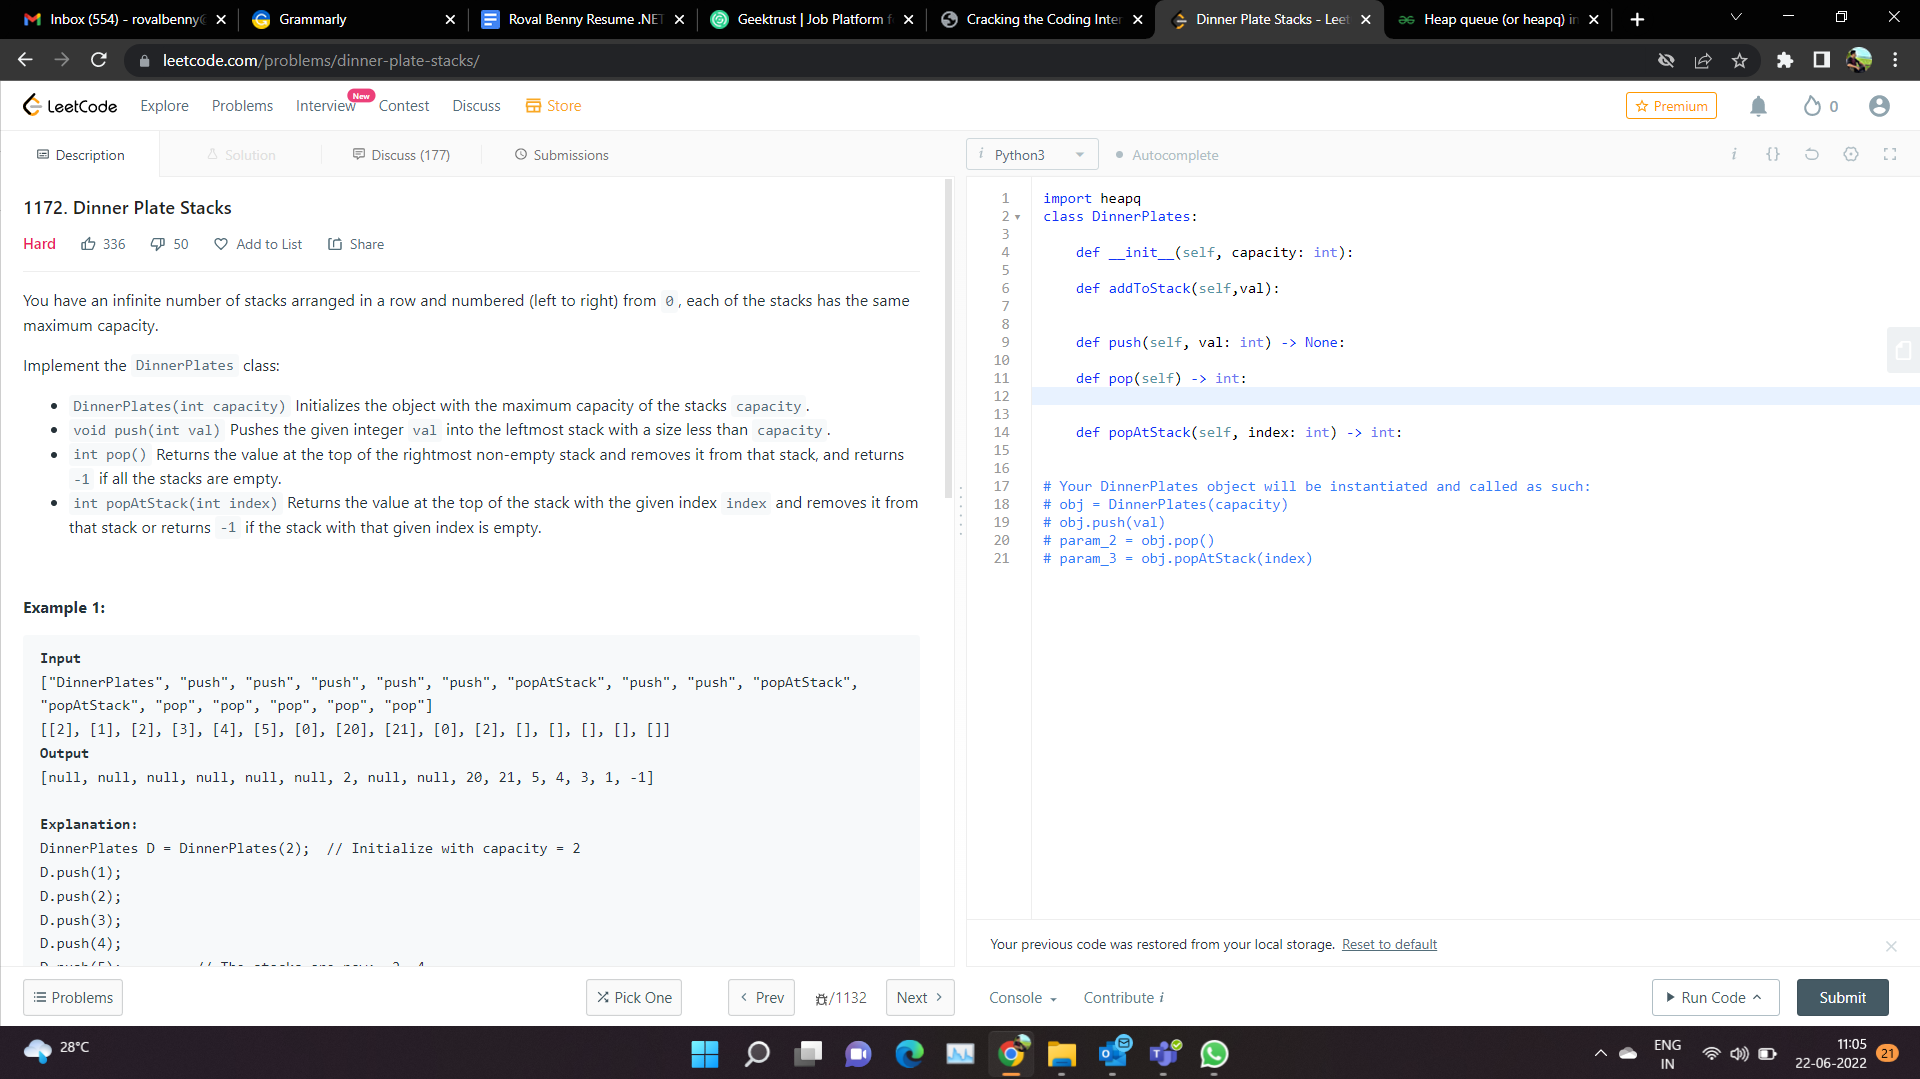 Inbox (554) - rovalbenny@
Grammarly
Roval Benny Resume .NET
Geektrust | Job Platform f
Cracking the Coding Inter
Dinner Plate Stacks - Leet
Heap queue (or heapq) in
leetcode.com/problems/dinner-plate-stacks/
LeetCode
Explore
Problems
Interview
New
Contest
Discuss
Store
Premium
0
Description
Solution
Discuss (177)
Submissions
i Python3
Autocomplete
i {}
1172. Dinner Plate Stacks
Hard
336
50
Add to List
Share
You have an infinite number of stacks arranged in a row and numbered (left to right) from 0, each of the stacks has the same
maximum capacity.
Implement the DinnerPlates class:
• DinnerPlates(int capacity) Initializes the object with the maximum capacity of the stacks capacity.
• void push(int val) Pushes the given integer val into the leftmost stack with a size less than capacity.
• int pop() Returns the value at the top of the rightmost non-empty stack and removes it from that stack, and returns
-1 if all the stacks are empty.
• int popAtStack(int index) Returns the value at the top of the stack with the given index index and removes it from
that stack or returns -1 if the stack with that given index is empty.
Example 1:
Input
["DinnerPlates", "push", "push", "push", "push", "push", "popAtStack", "push", "push", "popAtStack",
"popAtStack", "pop", "pop", "pop", "pop", "pop"]
[[2], [1], [2], [3], [4], [5], [0], [20], [21], [0], [2], [], [], [], [], []]
Output
[null, null, null, null, null, null, 2, null, null, 20, 21, 5, 4, 3, 1, -1]
Explanation:
DinnerPlates D = DinnerPlates(2);  // Initialize with capacity = 2
D.push(1);
D.push(2);
D.push(3);
D.push(4);
D.push(5);         // The stacks are now:  2  4
1 import heapq
2 class DinnerPlates:
3
4     def __init__(self, capacity: int):
5
6     def addToStack(self,val):
7
8
9     def push(self, val: int) -> None:
10
11     def pop(self) -> int:
12
13
14     def popAtStack(self, index: int) -> int:
15
16
17 # Your DinnerPlates object will be instantiated and called as such:
18 # obj = DinnerPlates(capacity)
19 # obj.push(val)
20 # param_2 = obj.pop()
21 # param_3 = obj.popAtStack(index)
Your previous code was restored from your local storage. Reset to default
Problems
Pick One
Prev
/1132
Next
Console
Contribute i
Run Code
Submit
28°C
ENG
IN
11:05
22-06-2022
21